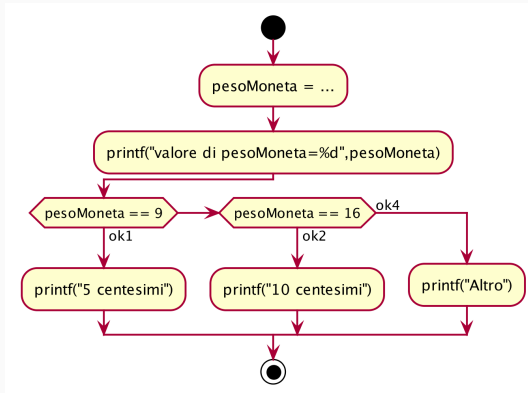 pesoMoneta = ...
printf("valore di pesoMoneta=%d",pesoMoneta)
pesoMoneta == 9
pesoMoneta == 16
ok4
ok1
ok2
printf("5 centesimi")
printf("10 centesimi")
printf("Altro")